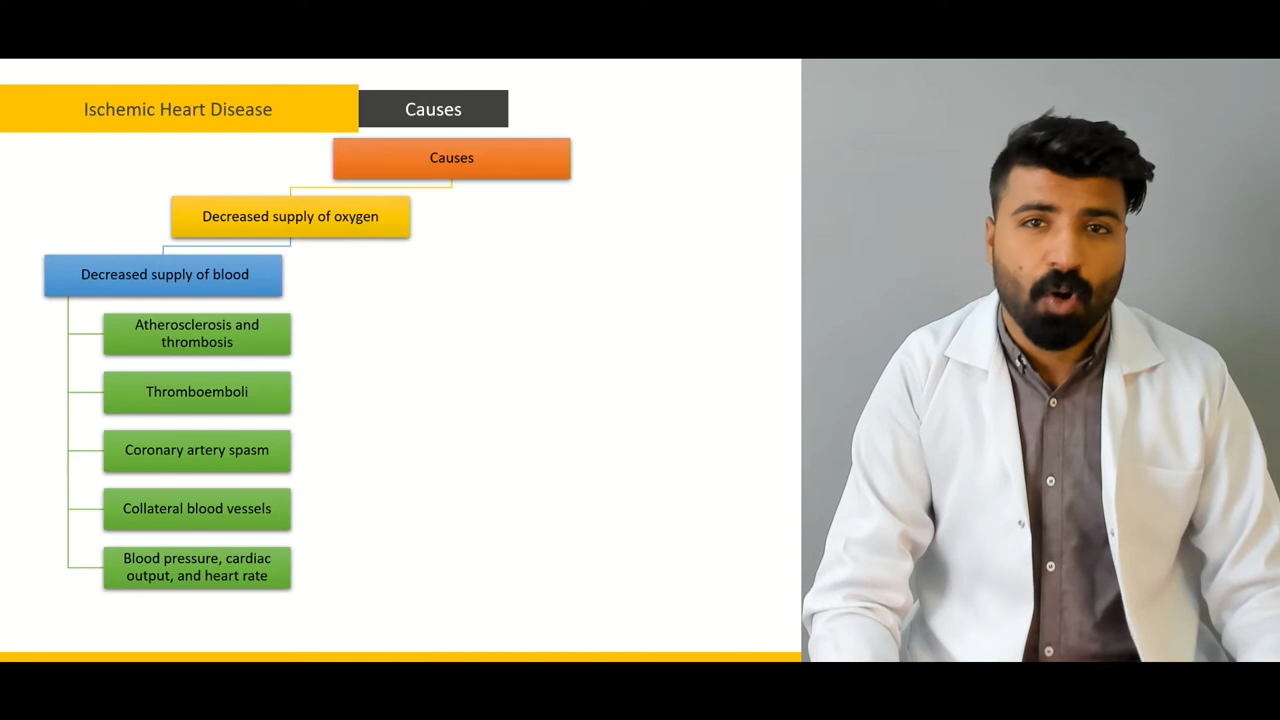 Ischemic Heart Disease
Causes
Causes
Decreased supply of oxygen
Decreased supply of blood
Atherosclerosis and
thrombosis
Thromboemboli
Coronary artery spasm
Collateral blood vessels
Blood pressure, cardiac
output, and heart rate